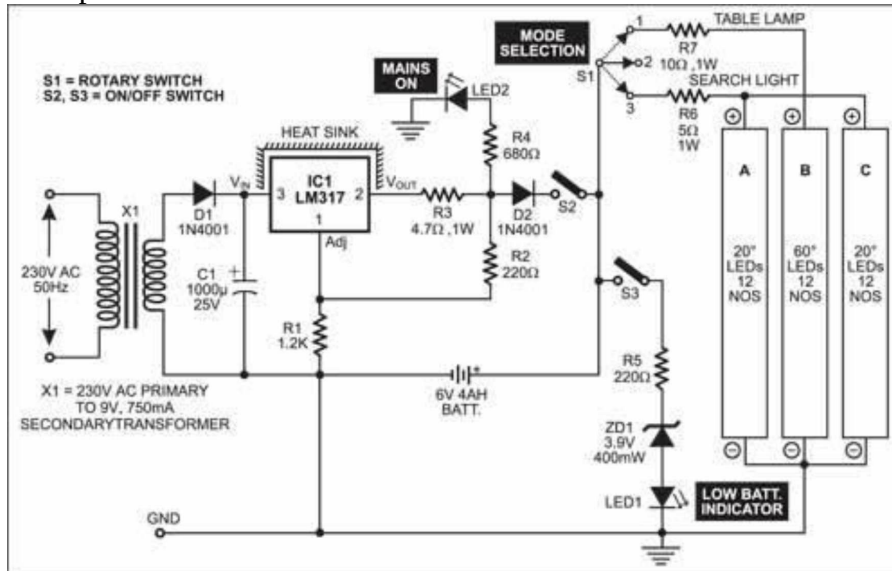 S1 = ROTARY SWITCH
S2, S3 = ON/OFF SWITCH
MAINS
ON
LED2
MODE
SELECTION
S1
1
2
3
TABLE LAMP
R7
10Ω ,1W
SEARCH LIGHT
R6
5Ω
1W
HEAT SINK
R4
680Ω
X1
D1
1N4001
VIN
3
IC1
LM317
2
1
Adj
VOUT
R3
4.7Ω ,1W
D2
1N4001
S2
R2
220Ω
230V AC
50Hz
C1
1000µ
25V
+
R1
1.2K
S3
R5
220Ω
+
A
20°
LEDs
12
NOS
−
+
B
60°
LEDs
12
NOS
−
+
C
20°
LEDs
12
NOS
−
X1 = 230V AC PRIMARY
TO 9V, 750mA
SECONDARYTRANSFORMER
+
6V 4AH
BATT.
ZD1
3.9V
400mW
LED1
LOW BATT.
INDICATOR
GND